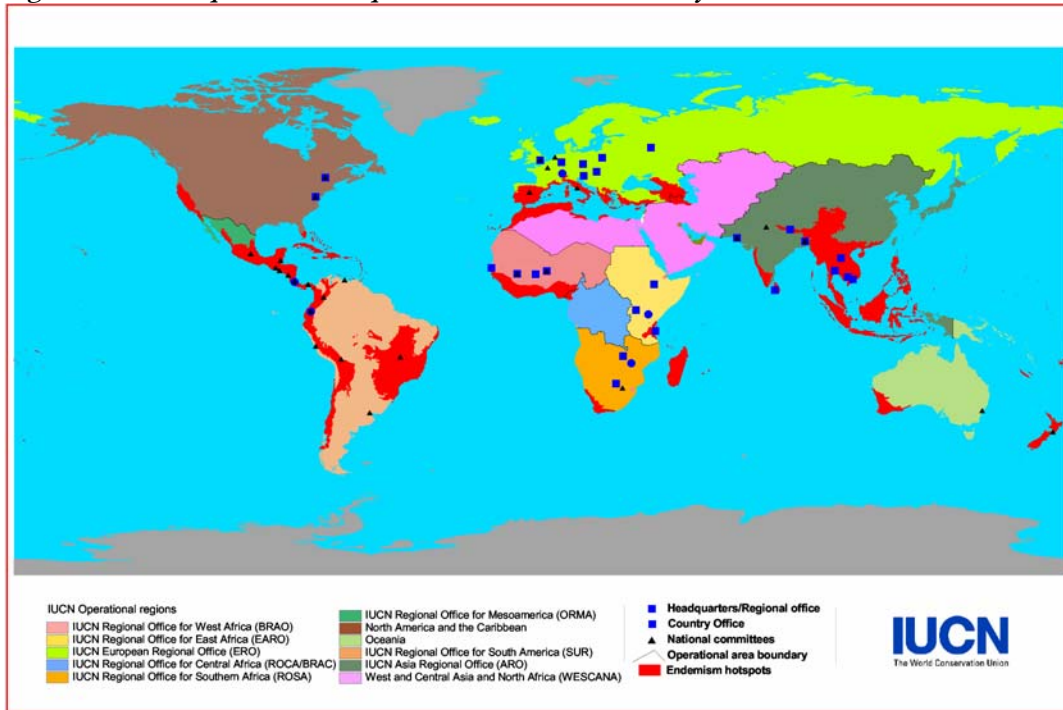 IUCN Operational regions
IUCN Regional Office for West Africa (BRAO)
IUCN Regional Office for East Africa (EARO)
IUCN European Regional Office (ERO)
IUCN Regional Office for Central Africa (ROCA/BRAC)
IUCN Regional Office for Southern Africa (ROSA)
IUCN Regional Office for Mesoamerica (ORMA)
North America and the Caribbean
Oceania
IUCN Regional Office for South America (SUR)
IUCN Asia Regional Office (ARO)
West and Central Asia and North Africa (WESCANA)
Headquarters/Regional office
Country Office
National committees
Operational area boundary
Endemism hotspots
IUCN
The World Conservation Union